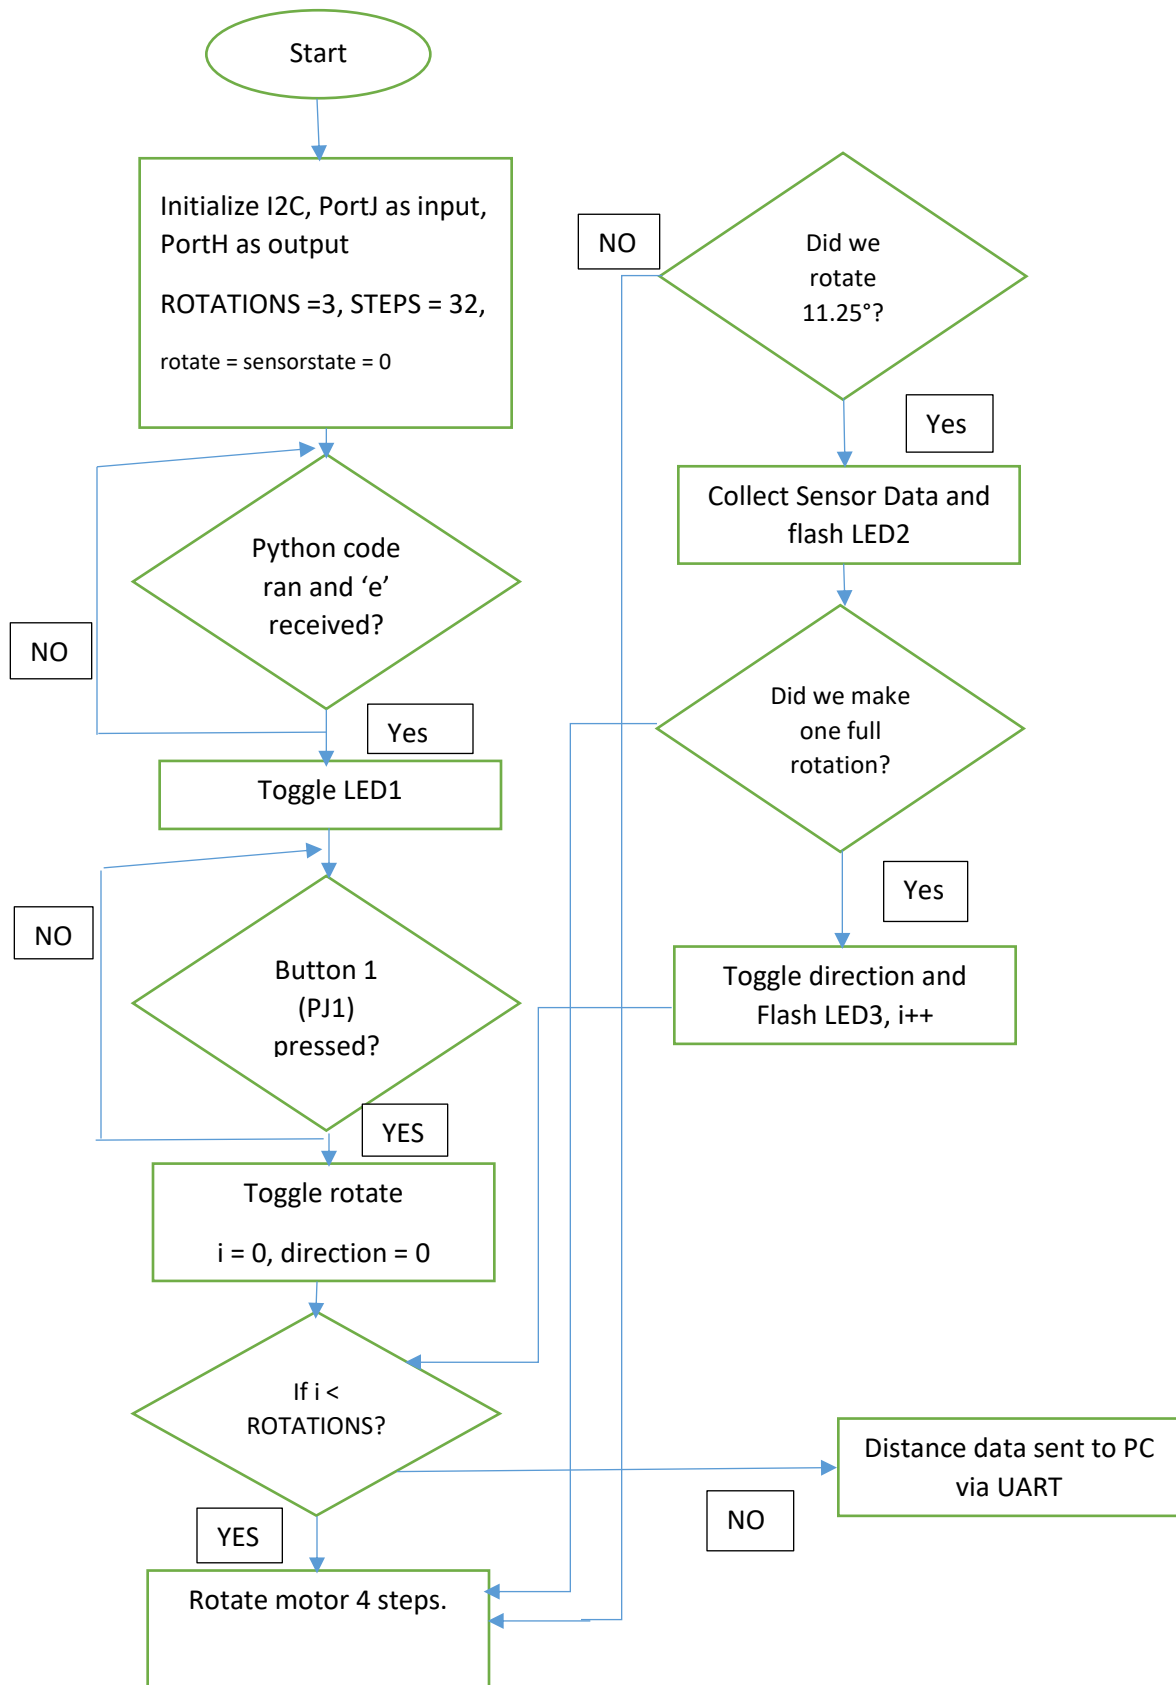 Start
Initialize I2C, PortJ as input,
PortH as output
ROTATIONS =3, STEPS = 32,
rotate = sensorstate = 0
Python code
ran and ‘e’
received?
NO
Yes
Toggle LED1
NO
Button 1
(PJ1)
pressed?
YES
Toggle rotate
i = 0, direction = 0
If i <
ROTATIONS?
YES
NO
Rotate motor 4 steps.
Distance data sent to PC
via UART
NO
Did we
rotate
11.25°?
Yes
Collect Sensor Data and
flash LED2
Did we make
one full
rotation?
Yes
Toggle direction and
Flash LED3, i++